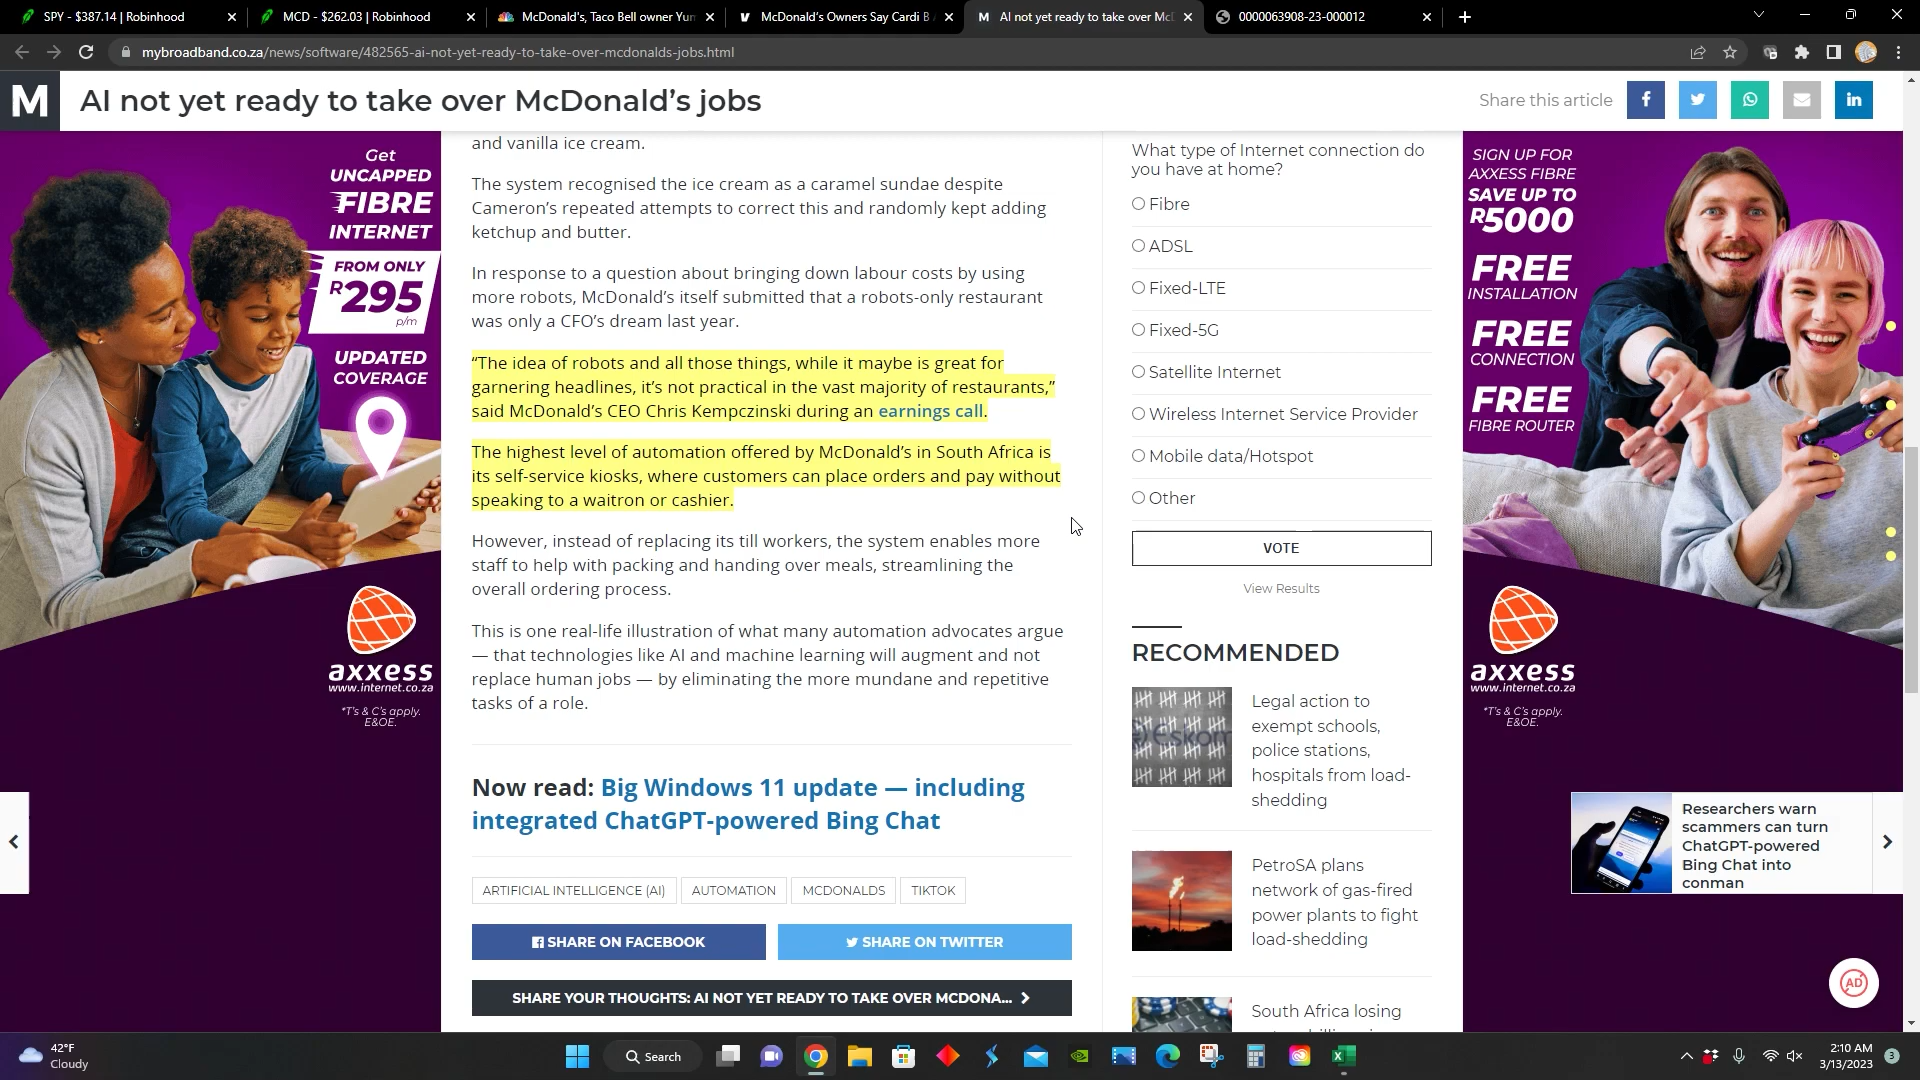 SPY - $387.14 | Robinhood
MCD - $262.03 | Robinhood
McDonald's, Taco Bell owner Yum
McDonald's Owners Say Cardi B
AI not yet ready to take over McD
0000063908-23-000012
mybroadband.co.za/news/software/482565-ai-not-yet-ready-to-take-over-mcdonalds-jobs.html
M
AI not yet ready to take over McDonald's jobs
Share this article
Get
UNCAPPED
FIBRE
INTERNET
FROM ONLY
R295
p/m
UPDATED
COVERAGE
axxess
www.internet.co.za
*T's & C's apply.
E&OE.
and vanilla ice cream.
The system recognised the ice cream as a caramel sundae despite
Cameron's repeated attempts to correct this and randomly kept adding
ketchup and butter.
In response to a question about bringing down labour costs by using
more robots, McDonald's itself submitted that a robots-only restaurant
was only a CFO's dream last year.
“The idea of robots and all those things, while it maybe is great for
garnering headlines, it's not practical in the vast majority of restaurants,”
said McDonald's CEO Chris Kempczinski during an earnings call.
The highest level of automation offered by McDonald's in South Africa is
its self-service kiosks, where customers can place orders and pay without
speaking to a waitron or cashier.
However, instead of replacing its till workers, the system enables more
staff to help with packing and handing over meals, streamlining the
overall ordering process.
This is one real-life illustration of what many automation advocates argue
— that technologies like AI and machine learning will augment and not
replace human jobs — by eliminating the more mundane and repetitive
tasks of a role.
Now read: Big Windows 11 update — including
integrated ChatGPT-powered Bing Chat
ARTIFICIAL INTELLIGENCE (AI)
AUTOMATION
MCDONALDS
TIKTOK
SHARE ON FACEBOOK
SHARE ON TWITTER
SHARE YOUR THOUGHTS: AI NOT YET READY TO TAKE OVER MCDONA...
What type of Internet connection do
you have at home?
Fibre
ADSL
Fixed-LTE
Fixed-5G
Satellite Internet
Wireless Internet Service Provider
Mobile data/Hotspot
Other
VOTE
View Results
RECOMMENDED
Eskom
Legal action to
exempt schools,
police stations,
hospitals from load-
shedding
PetroSA plans
network of gas-fired
power plants to fight
load-shedding
South Africa losing
SIGN UP FOR
AXXESS FIBRE
SAVE UP TO
R5000
FREE
INSTALLATION
FREE
CONNECTION
FREE
FIBRE ROUTER
axxess
www.internet.co.za
*T's & C's apply.
E&OE.
Researchers warn
scammers can turn
ChatGPT-powered
Bing Chat into
conman
AD
42°F
Cloudy
Search
2:10 AM
3/13/2023
3